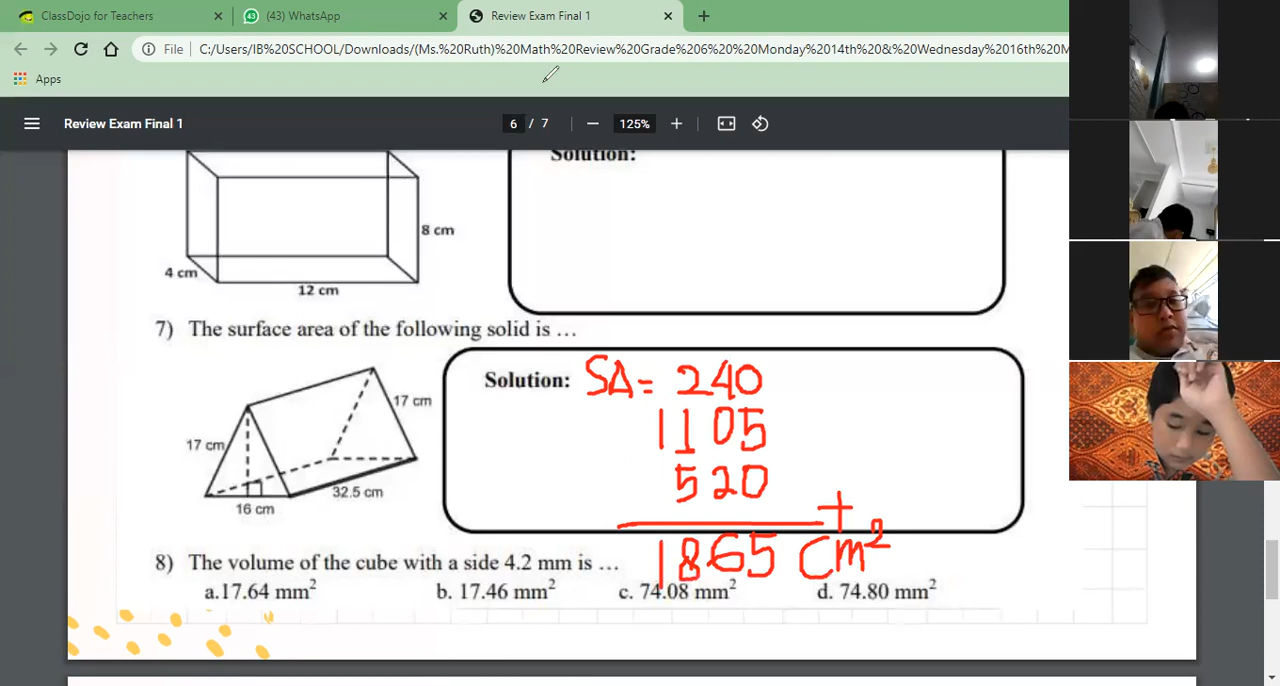 ClassDojo for Teachers
43
(43) WhatsApp
Review Exam Final 1
File
C:/Users/IB%20SCHOOL/Downloads/(Ms.%20Ruth)%20Math%20Review%20Grade%206%20%20Monday%2014th%20&%20Wednesday%2016th%20M
Apps
Review Exam Final 1
6 / 7
125%
Solution:
8 cm
4 cm
12 cm
7) The surface area of the following solid is …
17 cm
17 cm
32.5 cm
16 cm
Solution: SA = 240
1105
520
+
1865 cm²
8) The volume of the cube with a side 4.2 mm is …
a.17.64 mm² b. 17.46 mm² c. 74.08 mm² d. 74.80 mm²